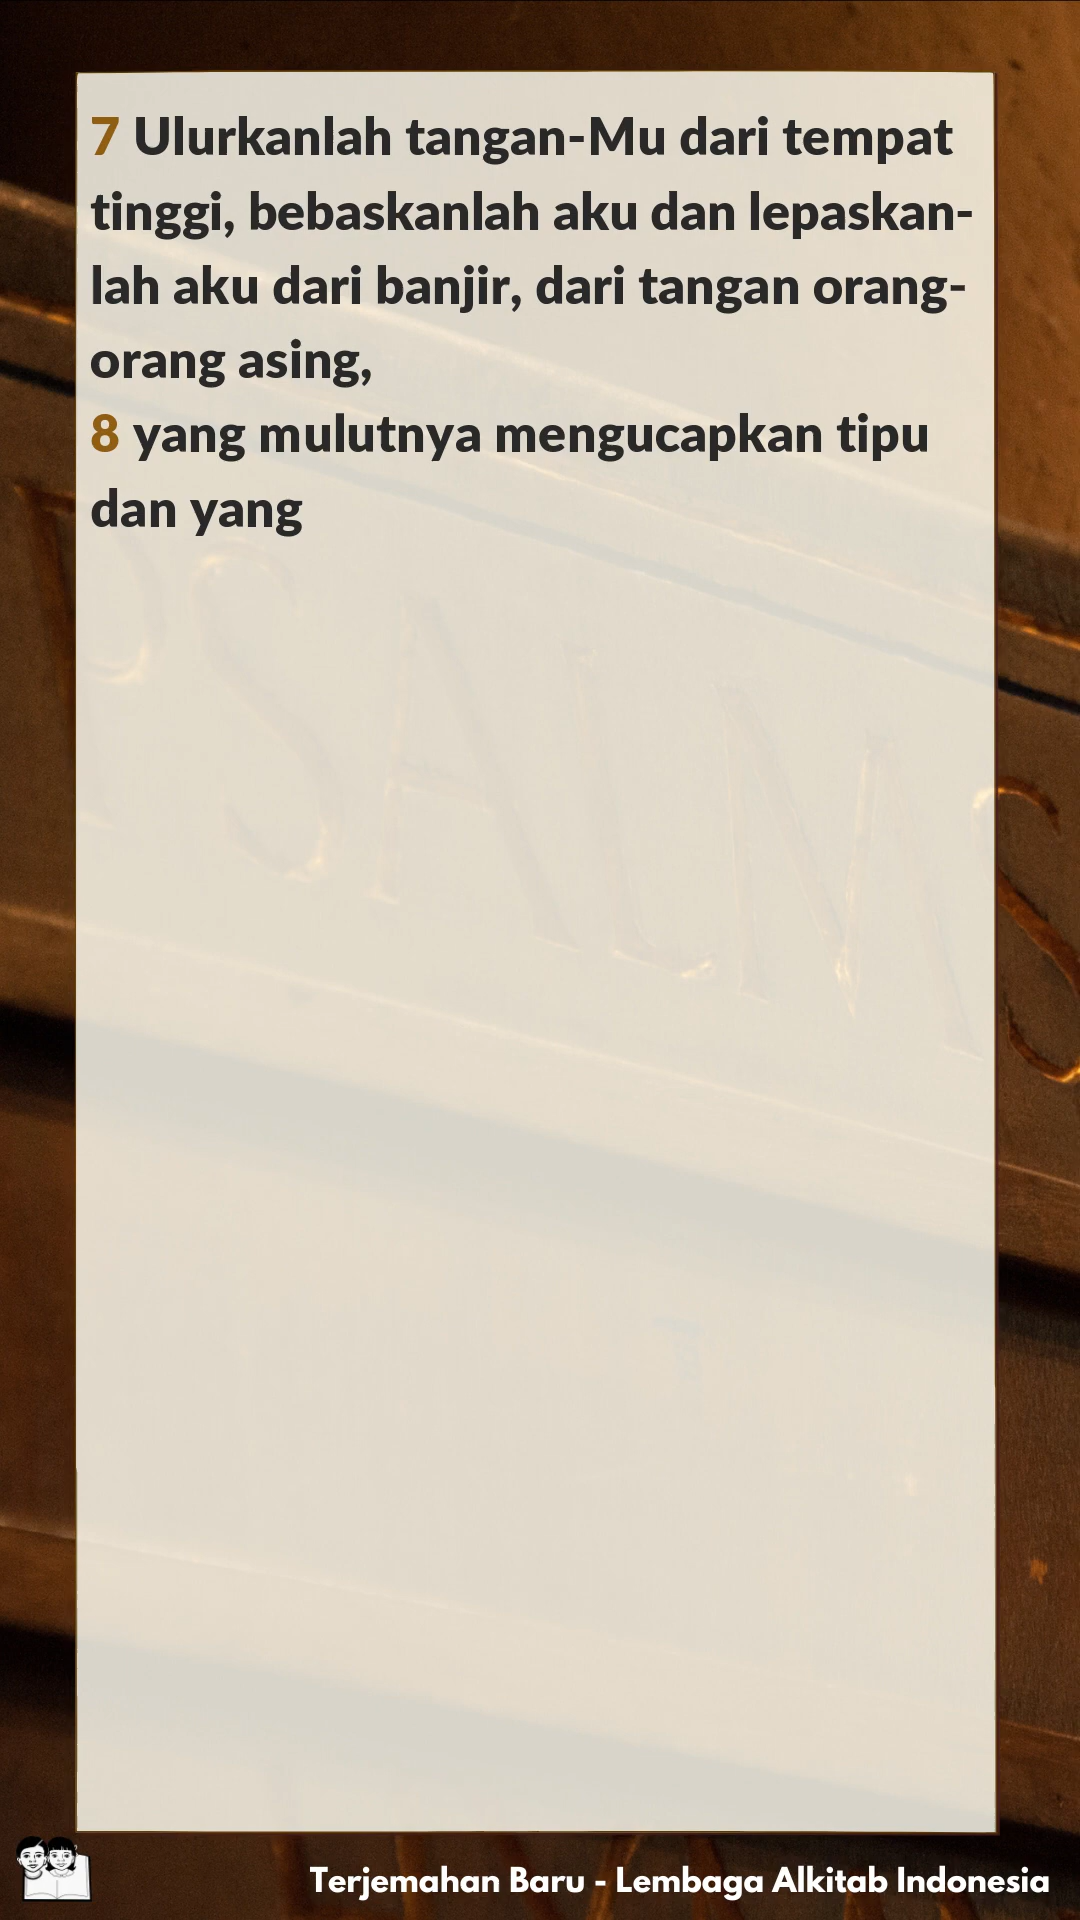 7 Ulurkanlah tangan-Mu dari tempat
tinggi, bebaskanlah aku dan lepaskan-
lah aku dari banjir, dari tangan orang-
orang asing,
8 yang mulutnya mengucapkan tipu
dan yang
PSALMS
Terjemahan Baru - Lembaga Alkitab Indonesia